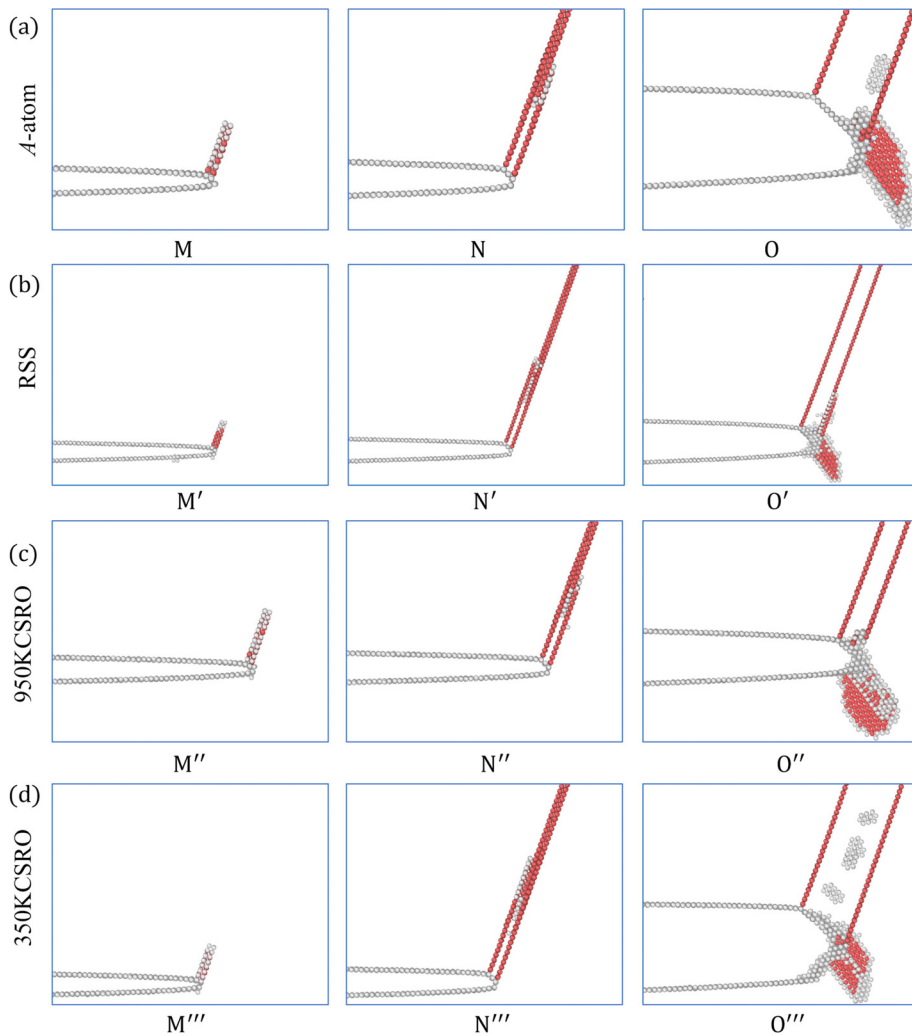 (a)
A-atom
M N O
(b)
RSS
M′ N′ O′
(c)
950KCSRO
M′′ N′′ O′′
(d)
350KCSRO
M′′′ N′′′ O′′′